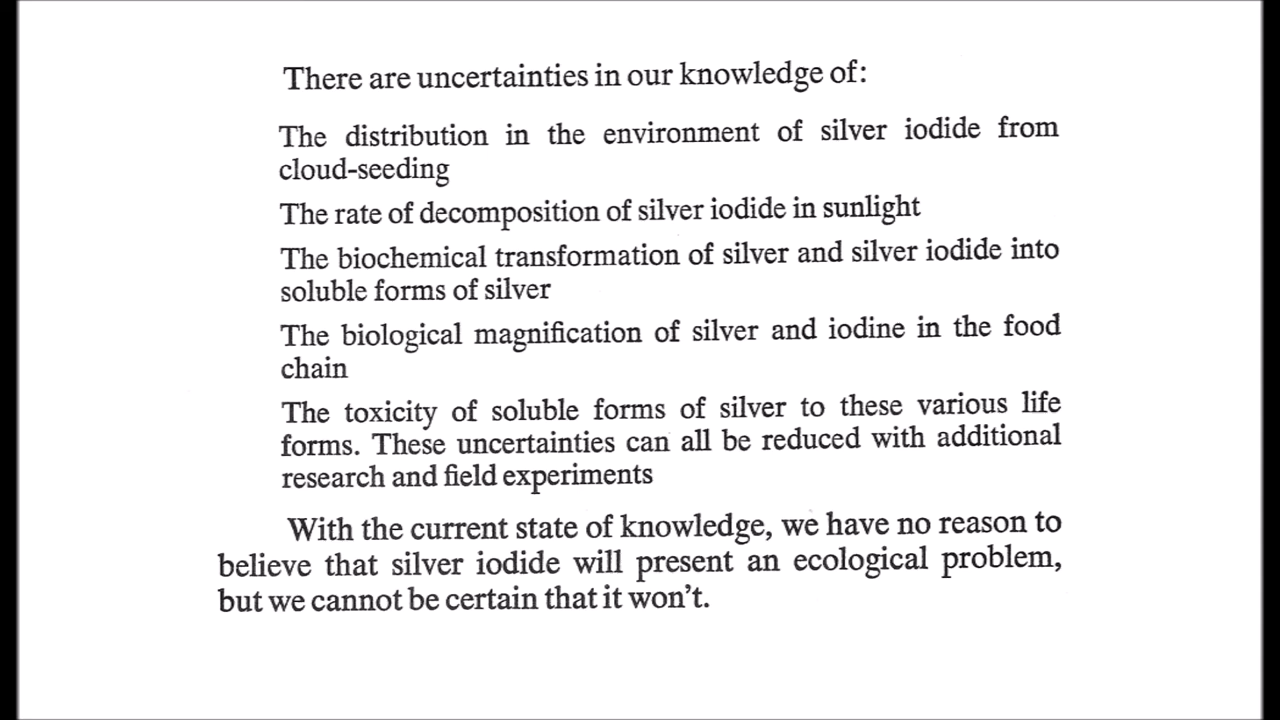 There are uncertainties in our knowledge of:
The distribution in the environment of silver iodide from
cloud-seeding
The rate of decomposition of silver iodide in sunlight
The biochemical transformation of silver and silver iodide into
soluble forms of silver
The biological magnification of silver and iodine in the food
chain
The toxicity of soluble forms of silver to these various life
forms. These uncertainties can all be reduced with additional
research and field experiments
With the current state of knowledge, we have no reason to
believe that silver iodide will present an ecological problem,
but we cannot be certain that it won't.